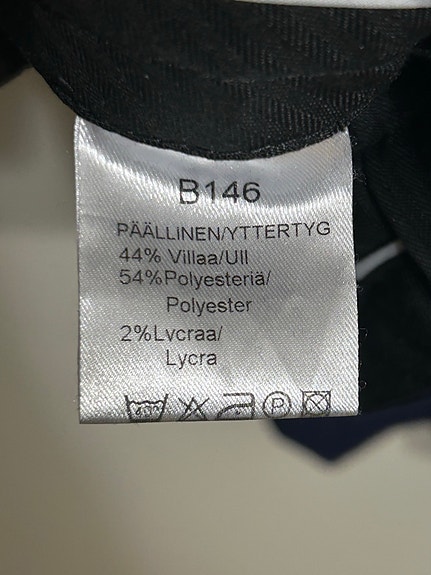 B146
PÄÄLLINEN/YTTERTYG
44% Villaa/Ull
54%Polyesteriä/
Polyester
2%Lycraa/
Lycra
P